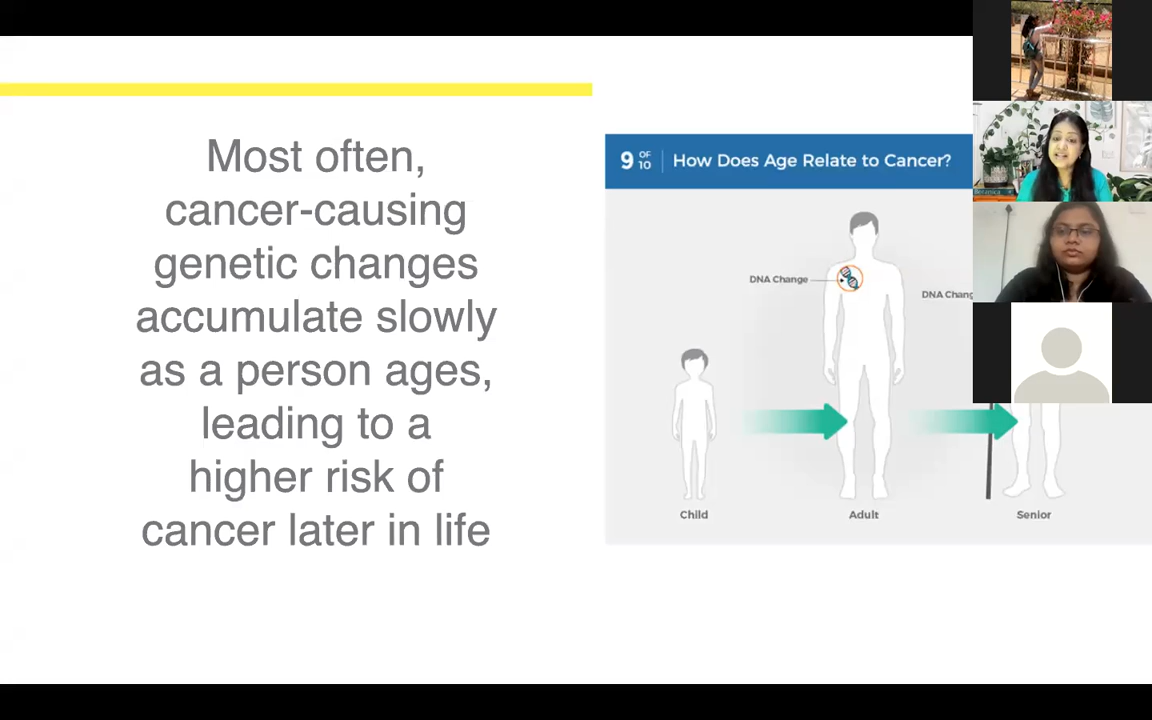 Most often,
cancer-causing
genetic changes
accumulate slowly
as a person ages,
leading to a
higher risk of
cancer later in life
9 OF 10 How Does Age Relate to Cancer?
DNA Change
DNA
Child
Adult
Senior